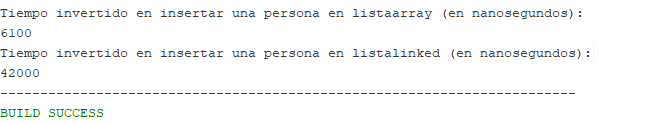 Tiempo invertido en insertar una persona en listaarray (en nanosegundos):
6100
Tiempo invertido en insertar una persona en listalinked (en nanosegundos):
42000
------------------------------------------------------------------------
BUILD SUCCESS